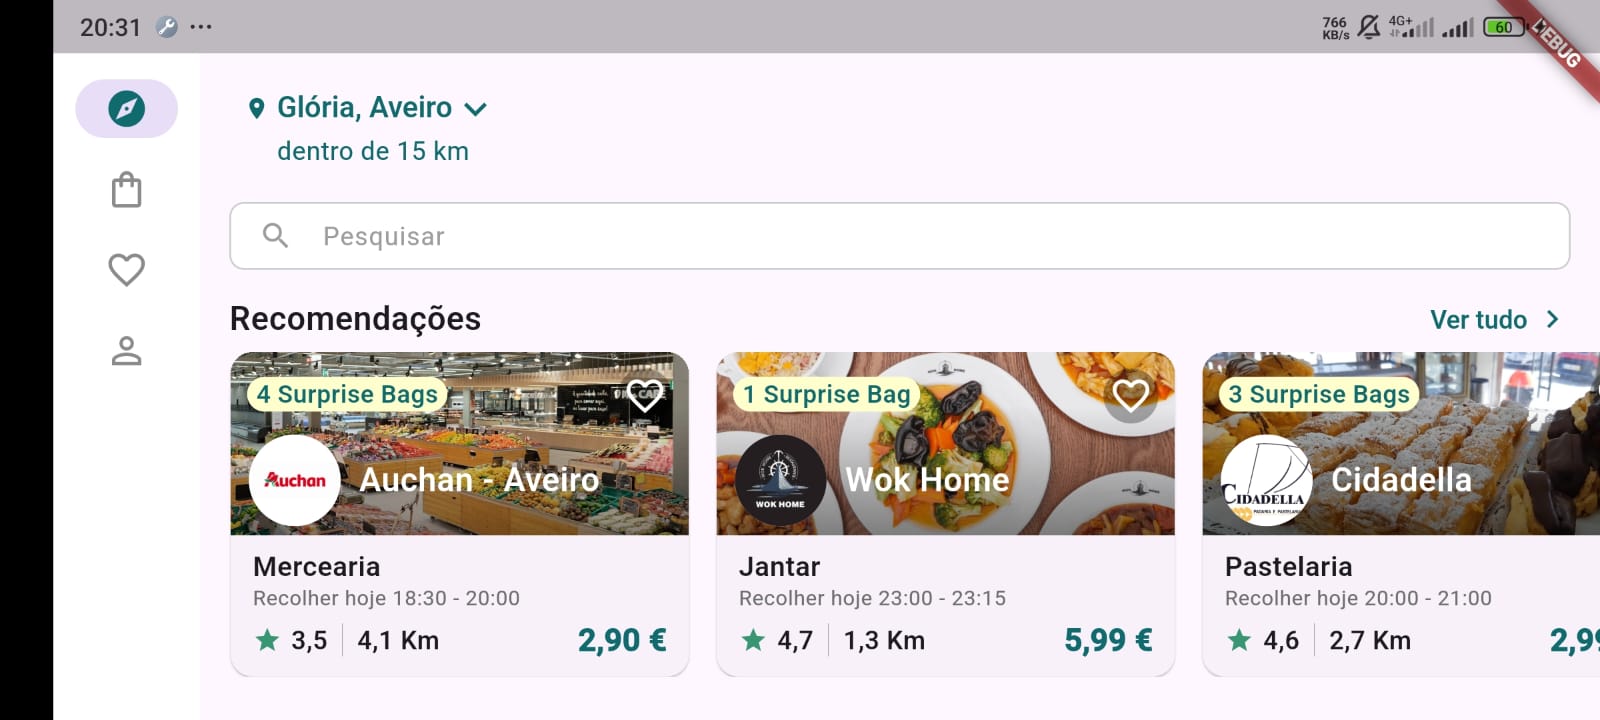 20:31
766 KB/s
4G+
60
DEBUG
Glória, Aveiro
dentro de 15 km
Pesquisar
Recomendações
Ver tudo
4 Surprise Bags
Auchan
Auchan - Aveiro
Mercearia
Recolher hoje 18:30 - 20:00
3,5
4,1 Km
2,90 €
1 Surprise Bag
WOK HOME
Wok Home
Jantar
Recolher hoje 23:00 - 23:15
4,7
1,3 Km
5,99 €
3 Surprise Bags
CIDADELLA
PADARIA E PASTELARIA
Cidadella
Pastelaria
Recolher hoje 20:00 - 21:00
4,6
2,7 Km
2,99